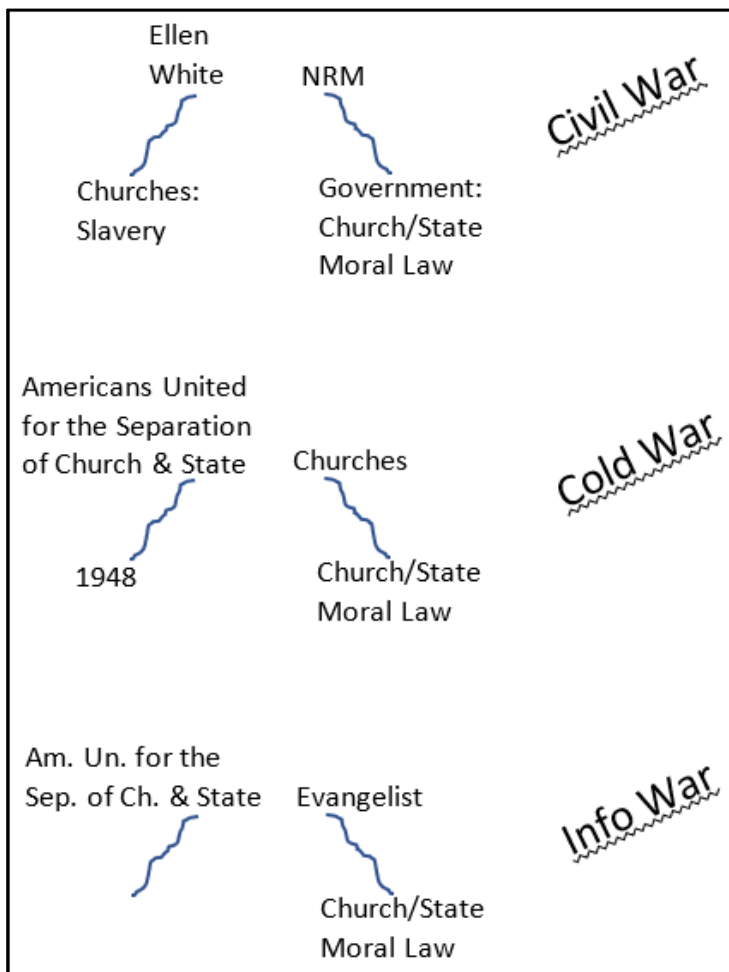 Ellen
White
NRM
Civil War
Churches:
Slavery
Government:
Church/State
Moral Law
Americans United
for the Separation
of Church & State
Churches
Cold War
1948
Church/State
Moral Law
Am. Un. for the
Sep. of Ch. & State
Evangelist
Info War
Church/State
Moral Law